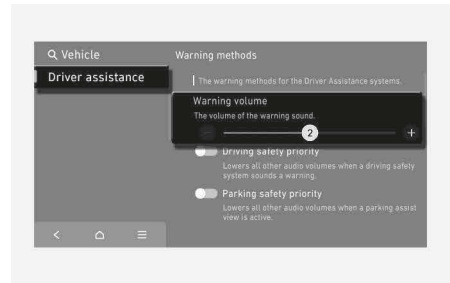 Vehicle
Driver assistance
Warning methods
The warning methods for the Driver Assistance systems.
Warning volume
The volume of the warning sound.
2
+
Driving safety priority
Lowers all other audio volumes when a driving safety
system sounds a warning.
Parking safety priority
Lowers all other audio volumes when a parking assist
view is active.